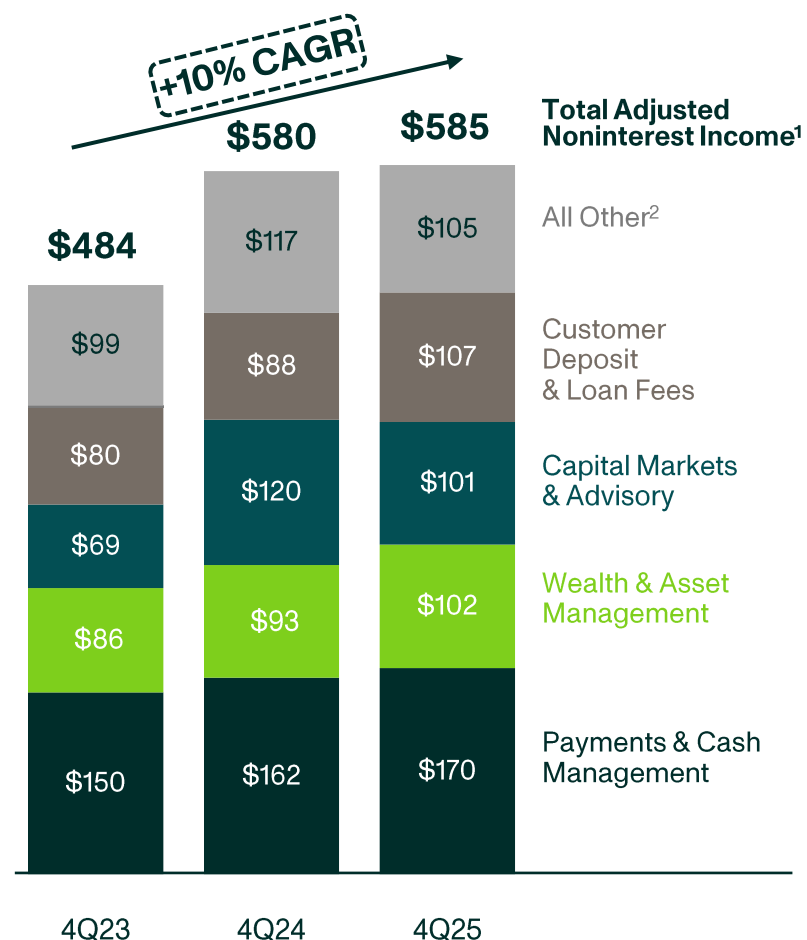 +10% CAGR
Total Adjusted
Noninterest Income¹
$484
$580
$585
$99
$117
$105
All Other²
$80
$88
$107
Customer
Deposit
& Loan Fees
$69
$120
$101
Capital Markets
& Advisory
$86
$93
$102
Wealth & Asset
Management
$150
$162
$170
Payments & Cash
Management
4Q23
4Q24
4Q25